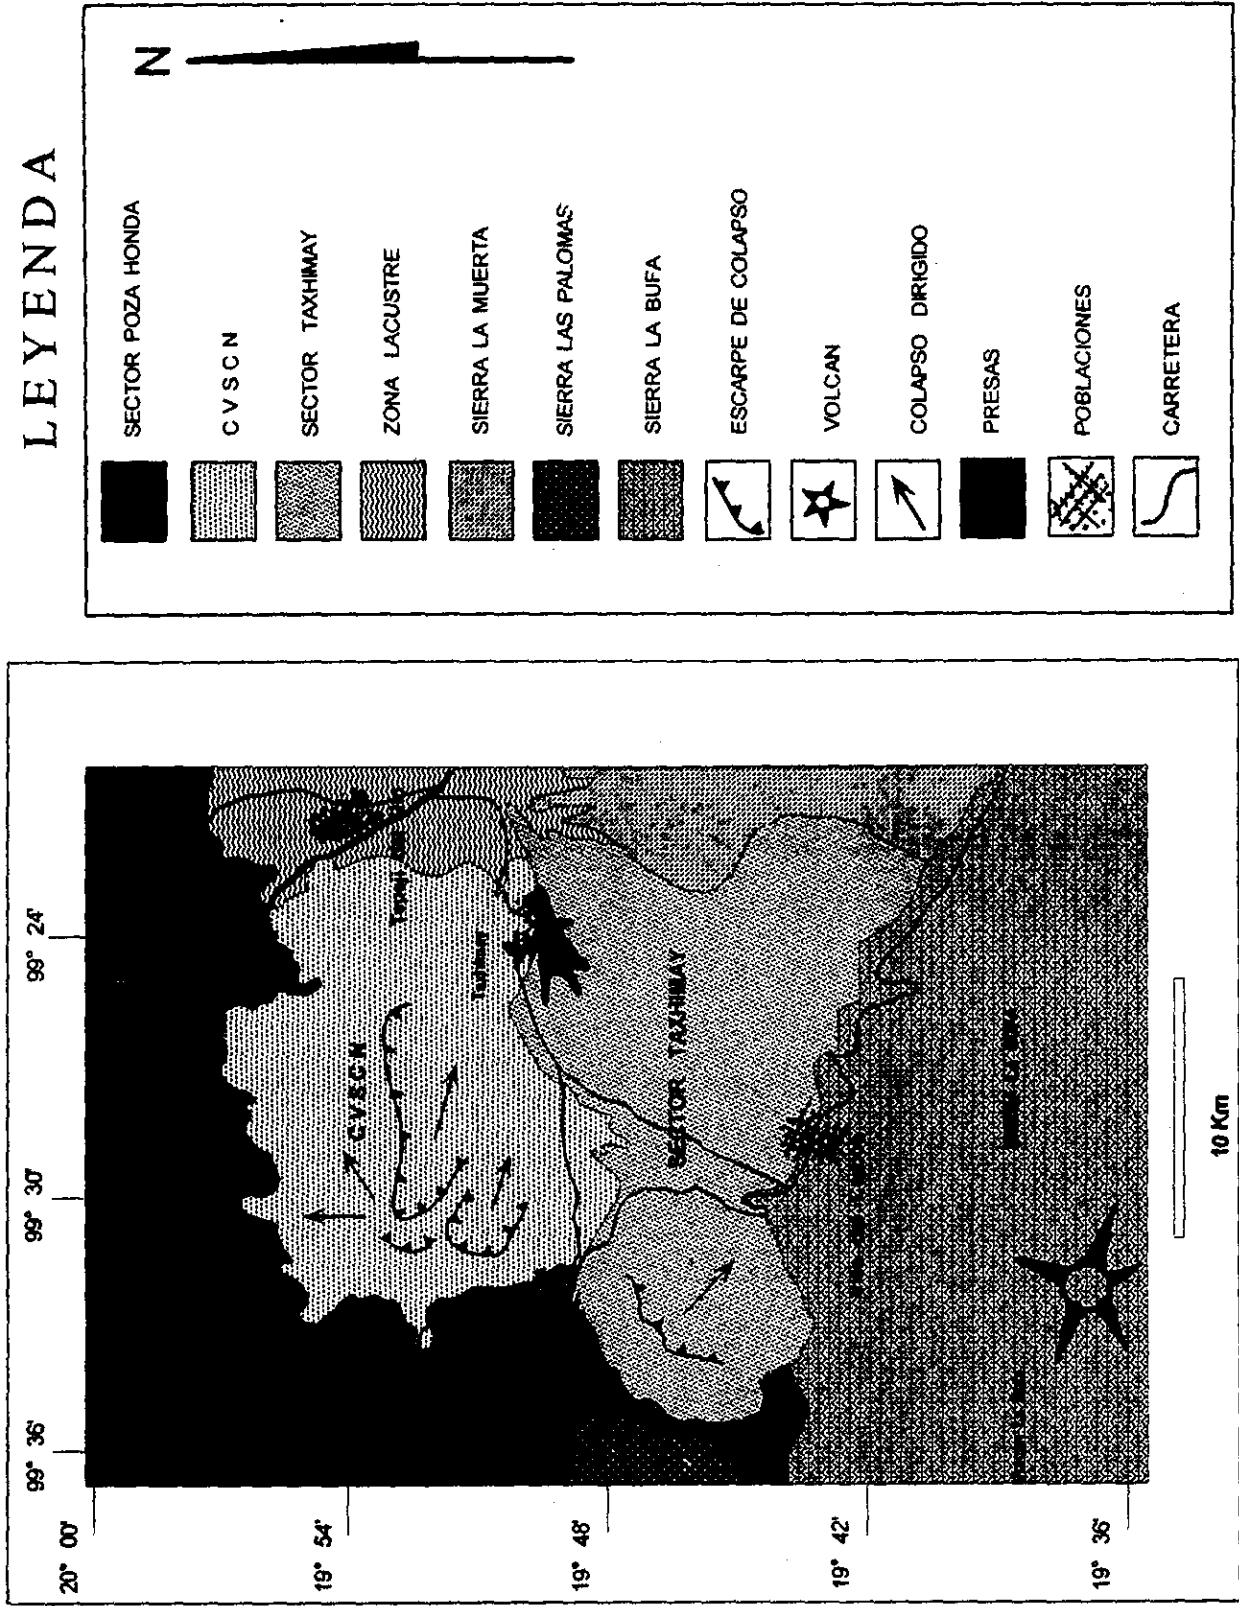 LEYENDA
N
SECTOR POZA HONDA
C V S C N
SECTOR TAXHIMAY
ZONA LACUSTRE
SIERRA LA MUERTA
SIERRA LAS PALOMAS
SIERRA LA BUFA
ESCARPE DE COLAPSO
VOLCAN
COLAPSO DIRIGIDO
PRESAS
POBLACIONES
CARRETERA
99° 36'
99° 30'
99° 24'
20° 00'
19° 54'
19° 48'
19° 42'
19° 36'
CVSCN
Taxhimay
SECTOR TAXHIMAY
10 Km